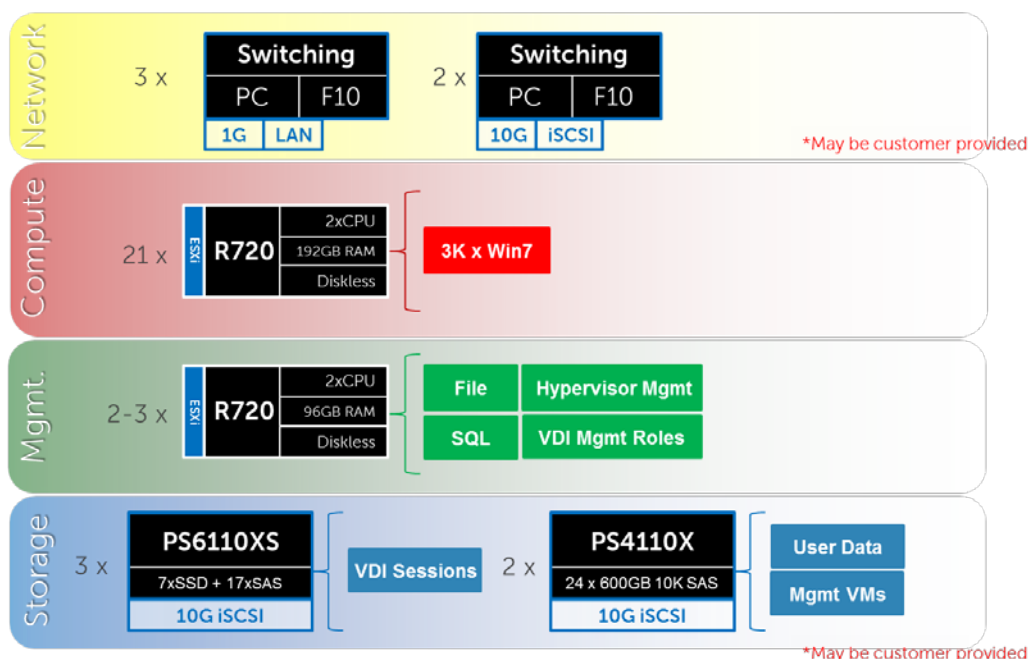 Network
3 x
Switching
PC F10
1G LAN
2 x
Switching
PC F10
10G iSCSI
*May be customer provided
Compute
21 x
ESXi
R720
2xCPU
192GB RAM
Diskless
3K x Win7
Mgmt.
2-3 x
ESXi
R720
2xCPU
96GB RAM
Diskless
File
Hypervisor Mgmt
SQL
VDI Mgmt Roles
Storage
3 x
PS6110XS
7xSSD + 17xSAS
10G iSCSI
VDI Sessions
2 x
PS4110X
24 x 600GB 10K SAS
10G iSCSI
User Data
Mgmt VMs
*May be customer provided